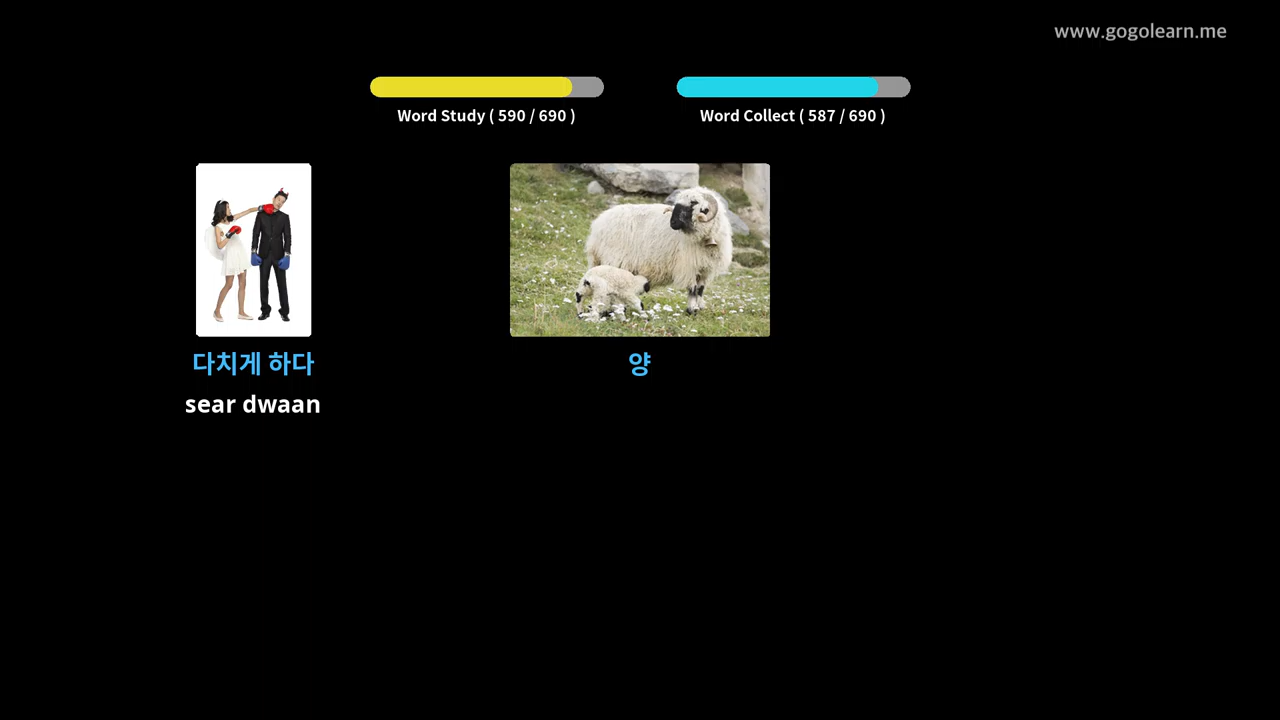 www.gogolearn.me
Word Study ( 590 / 690 )
Word Collect ( 587 / 690 )
다치게 하다
sear dwaan
양